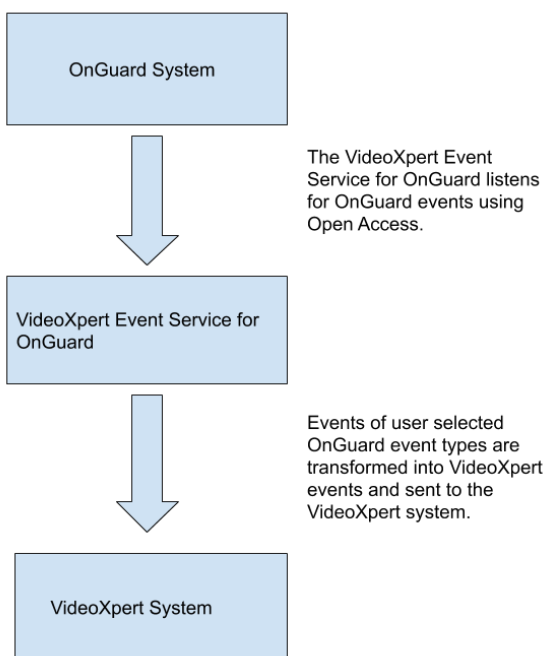 OnGuard System
The VideoXpert Event
Service for OnGuard listens
for OnGuard events using
Open Access.
VideoXpert Event Service for
OnGuard
Events of user selected
OnGuard event types are
transformed into VideoXpert
events and sent to the
VideoXpert system.
VideoXpert System